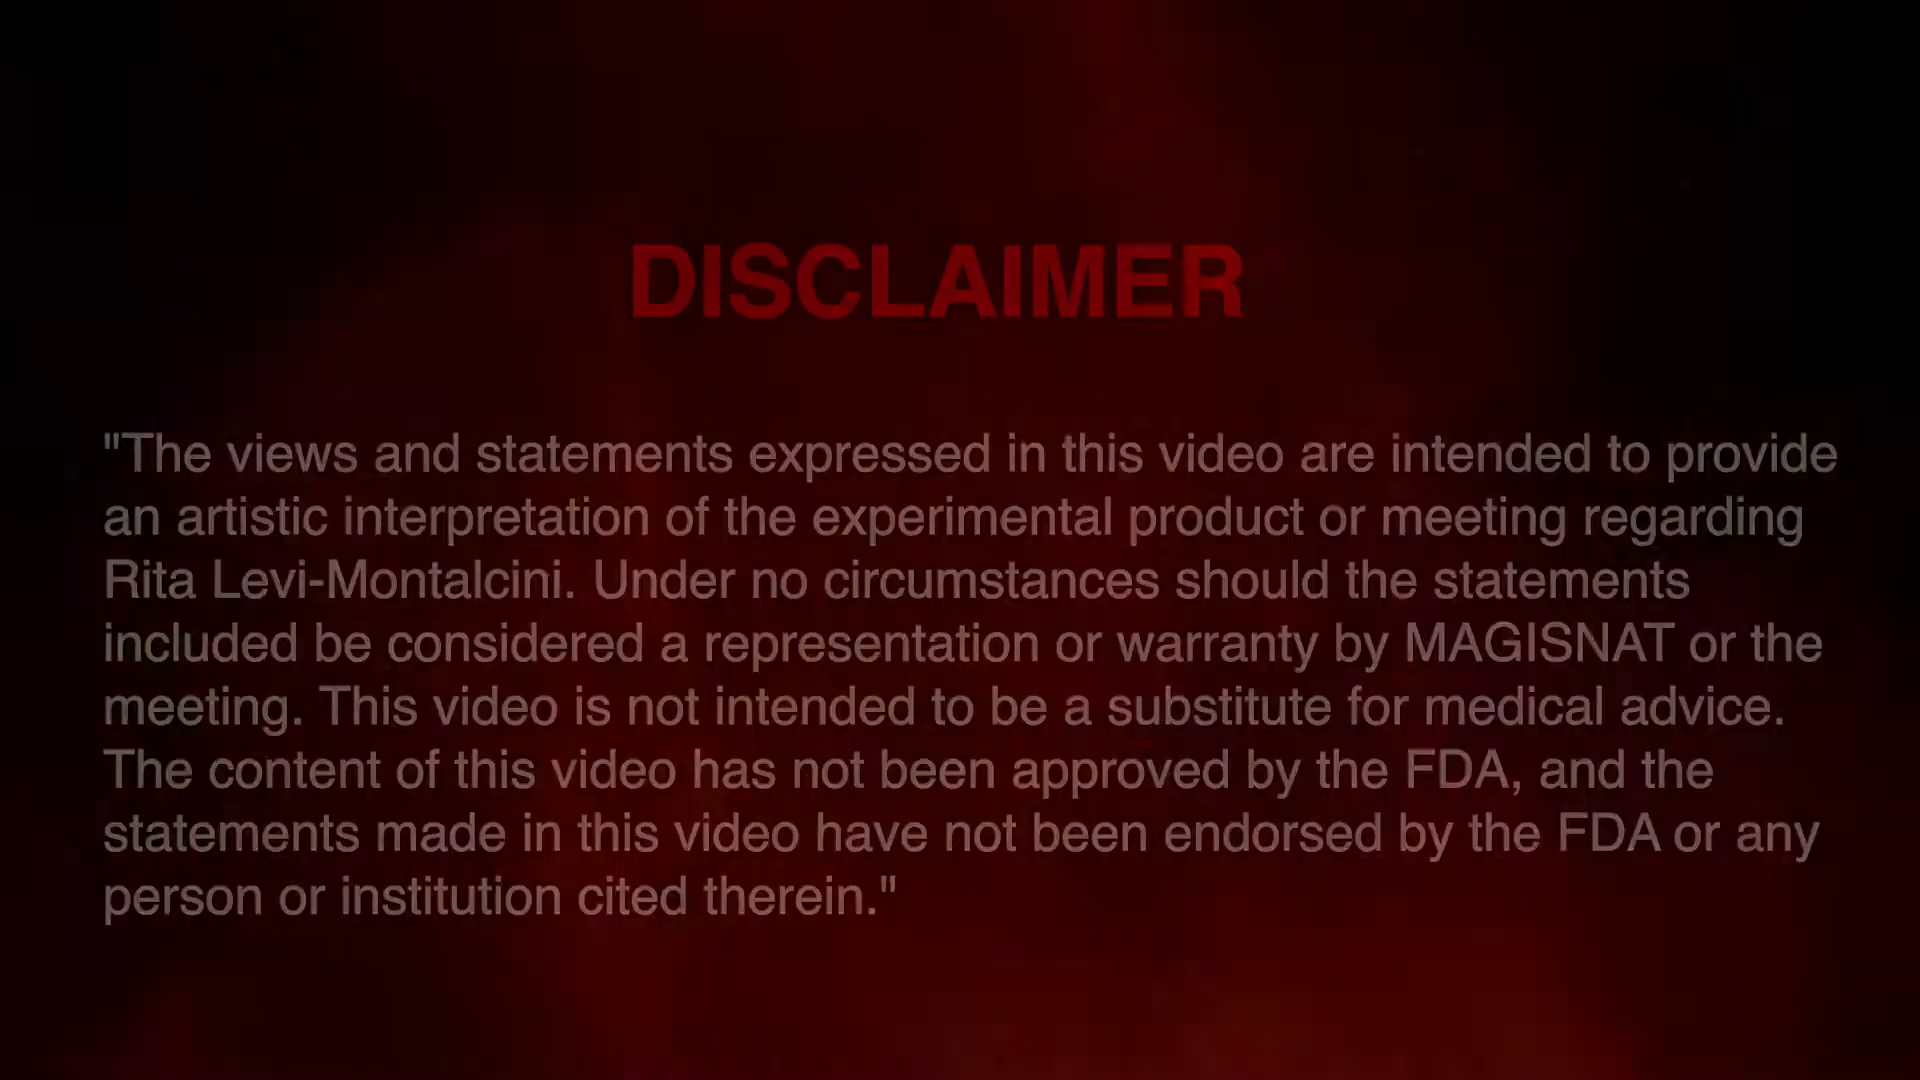 DISCLAIMER
"The views and statements expressed in this video are intended to provide
an artistic interpretation of the experimental product or meeting regarding
Rita Levi-Montalcini. Under no circumstances should the statements
included be considered a representation or warranty by MAGISNAT or the
meeting. This video is not intended to be a substitute for medical advice.
The content of this video has not been approved by the FDA, and the
statements made in this video have not been endorsed by the FDA or any
person or institution cited therein."